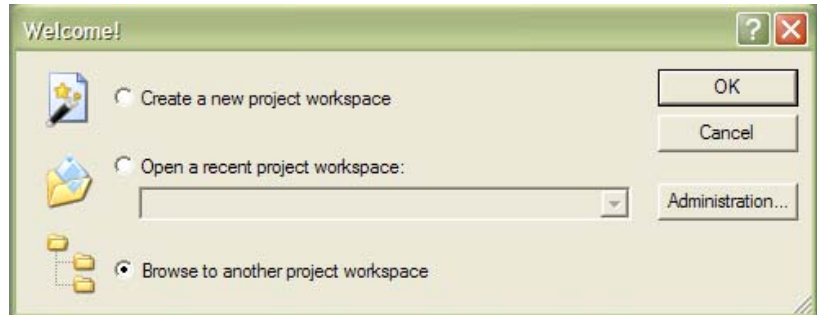 Welcome!
Create a new project workspace
OK
Cancel
Open a recent project workspace:
Administration...
Browse to another project workspace